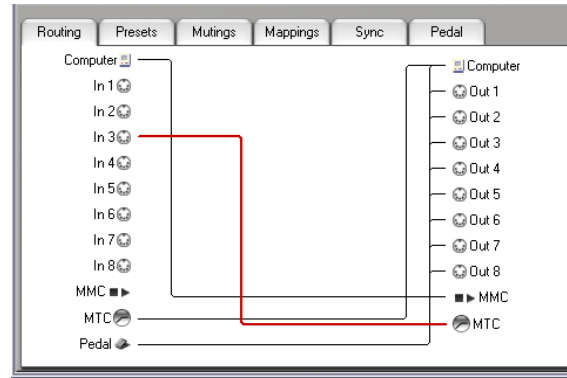 Routing Presets Mutings Mappings Sync Pedal
Computer Computer
In 1 Out 1
In 2 Out 2
In 3 Out 3
In 4 Out 4
In 5 Out 5
In 6 Out 6
In 7 Out 7
In 8 Out 8
MMC MMC
MTC MTC
Pedal